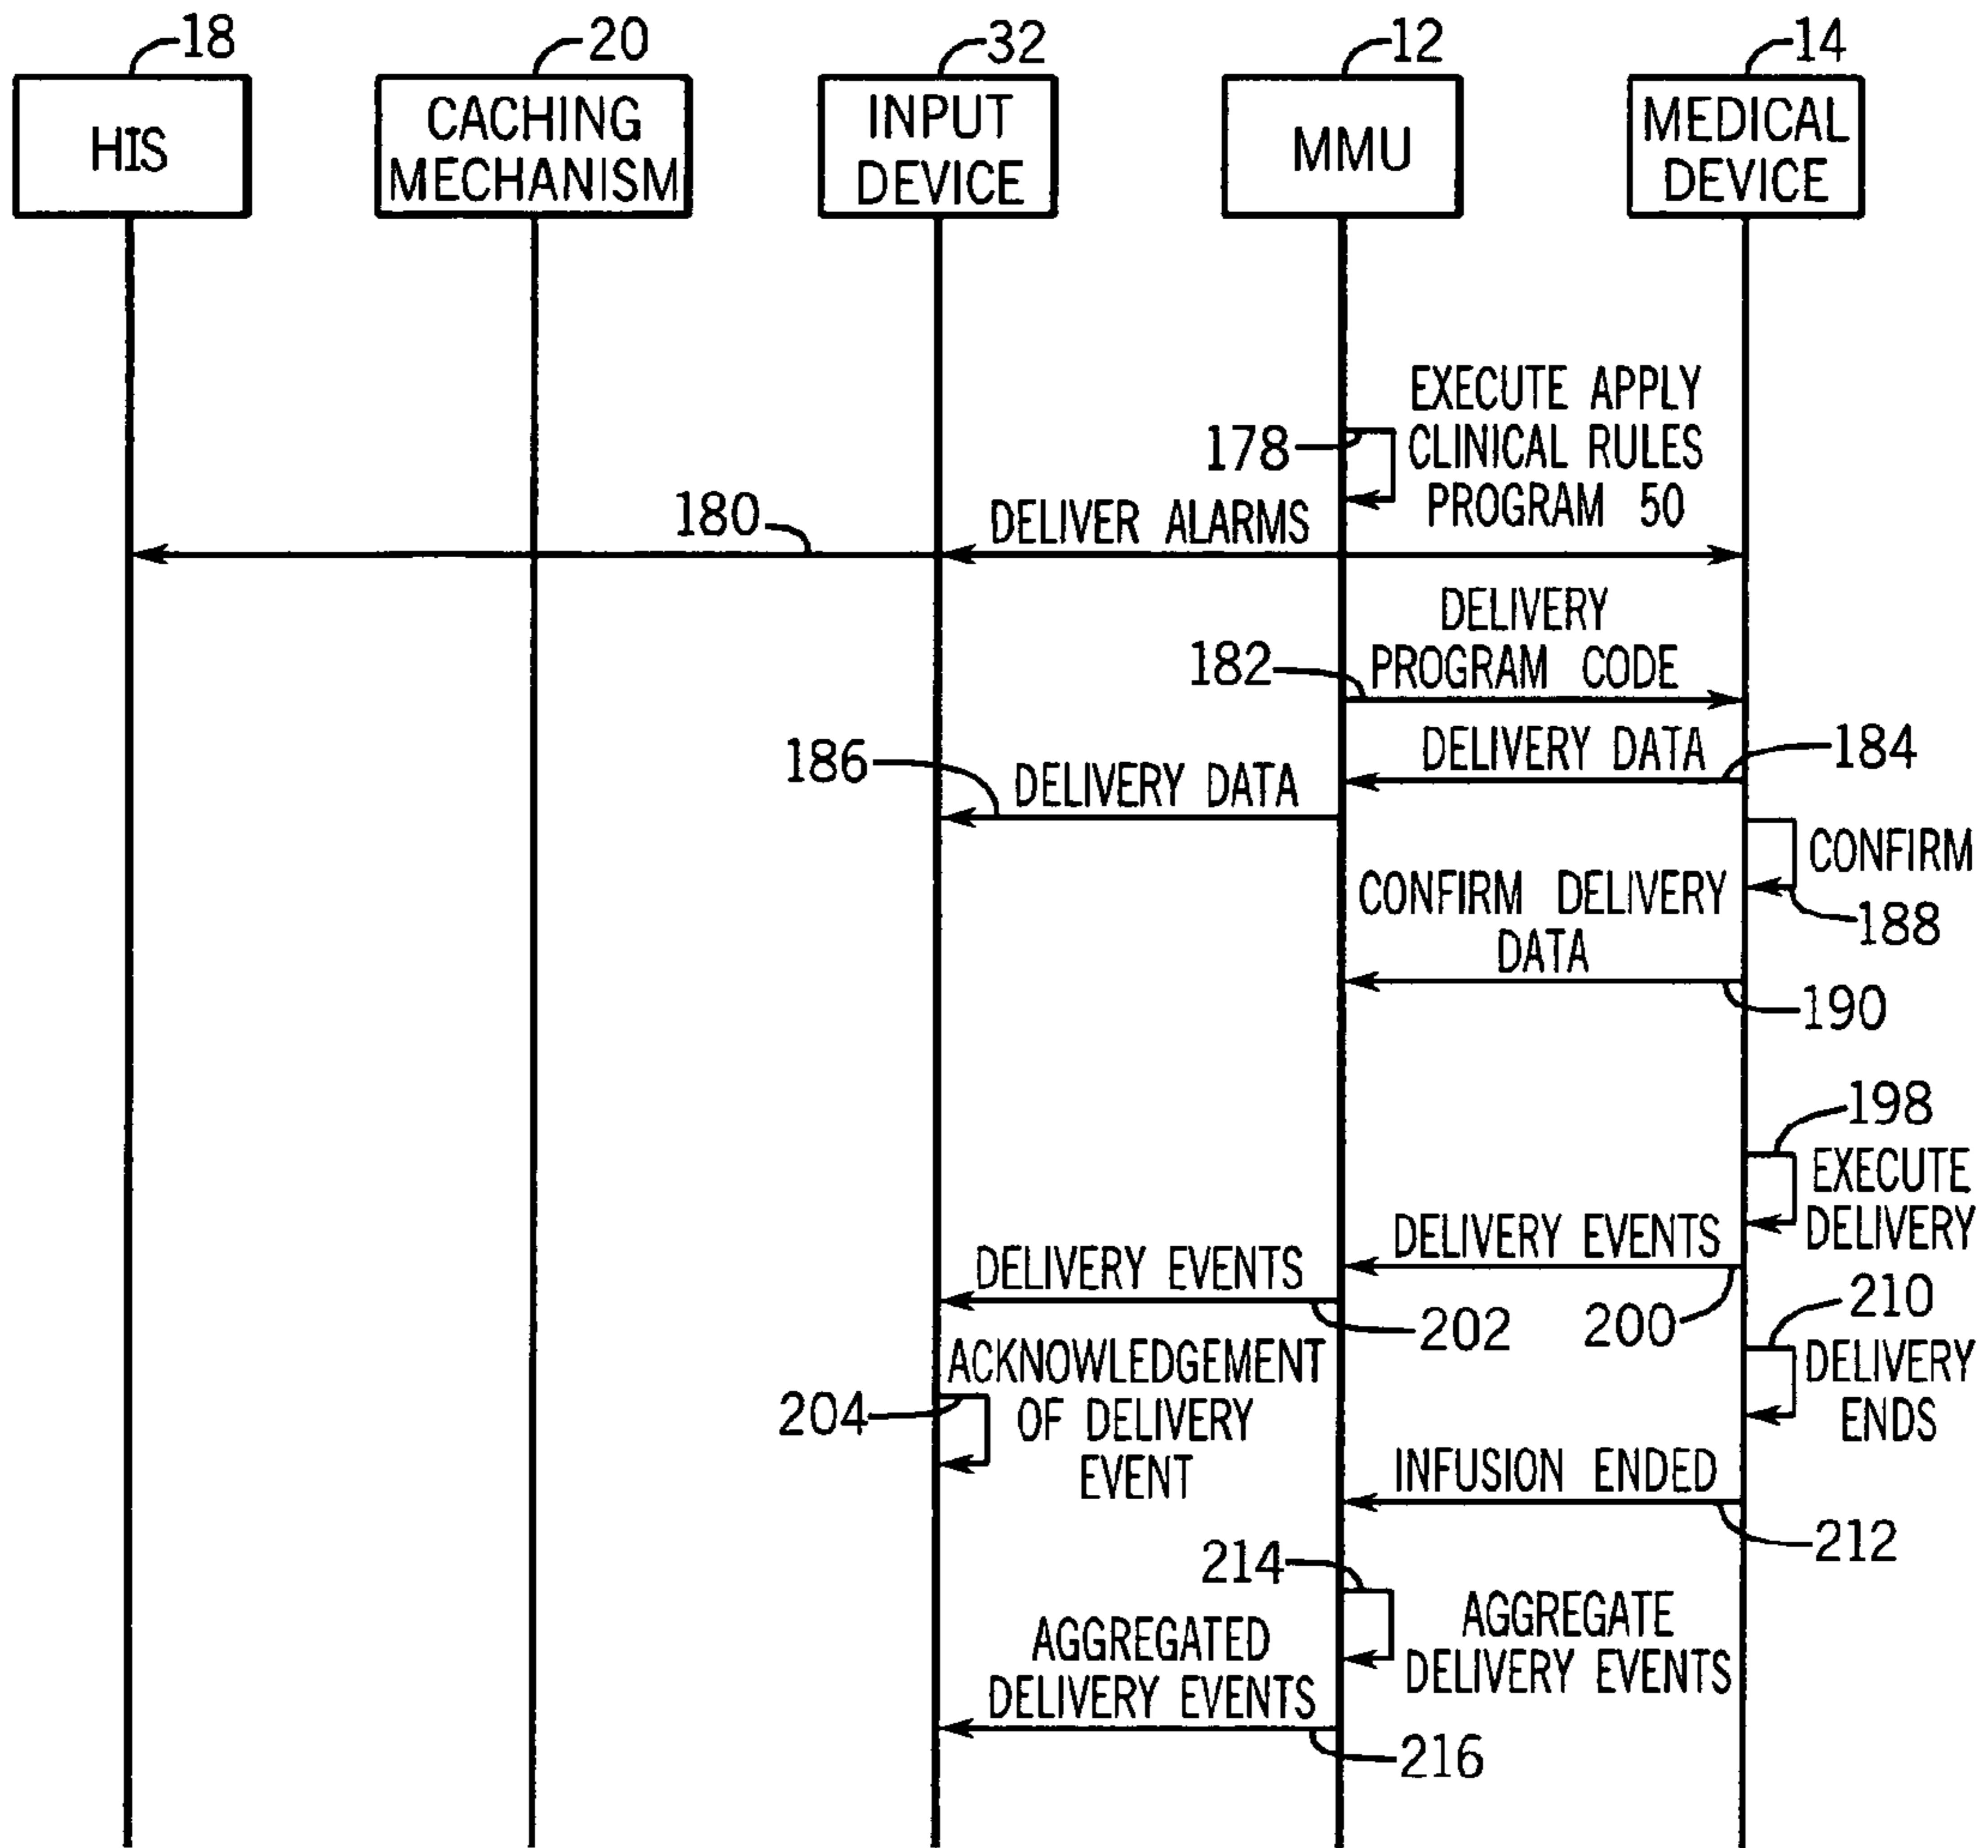 18
20
32
12
14
HIS
CACHING
MECHANISM
INPUT
DEVICE
MMU
MEDICAL
DEVICE
EXECUTE APPLY
CLINICAL RULES
PROGRAM 50
178
180
DELIVER ALARMS
DELIVERY
PROGRAM CODE
182
DELIVERY DATA
184
186
DELIVERY DATA
CONFIRM
188
CONFIRM DELIVERY
DATA
190
198
EXECUTE
DELIVERY
DELIVERY EVENTS
200
DELIVERY EVENTS
202
210
DELIVERY
ENDS
ACKNOWLEDGEMENT
OF DELIVERY
EVENT
204
INFUSION ENDED
212
214
AGGREGATE
DELIVERY EVENTS
AGGREGATED
DELIVERY EVENTS
216